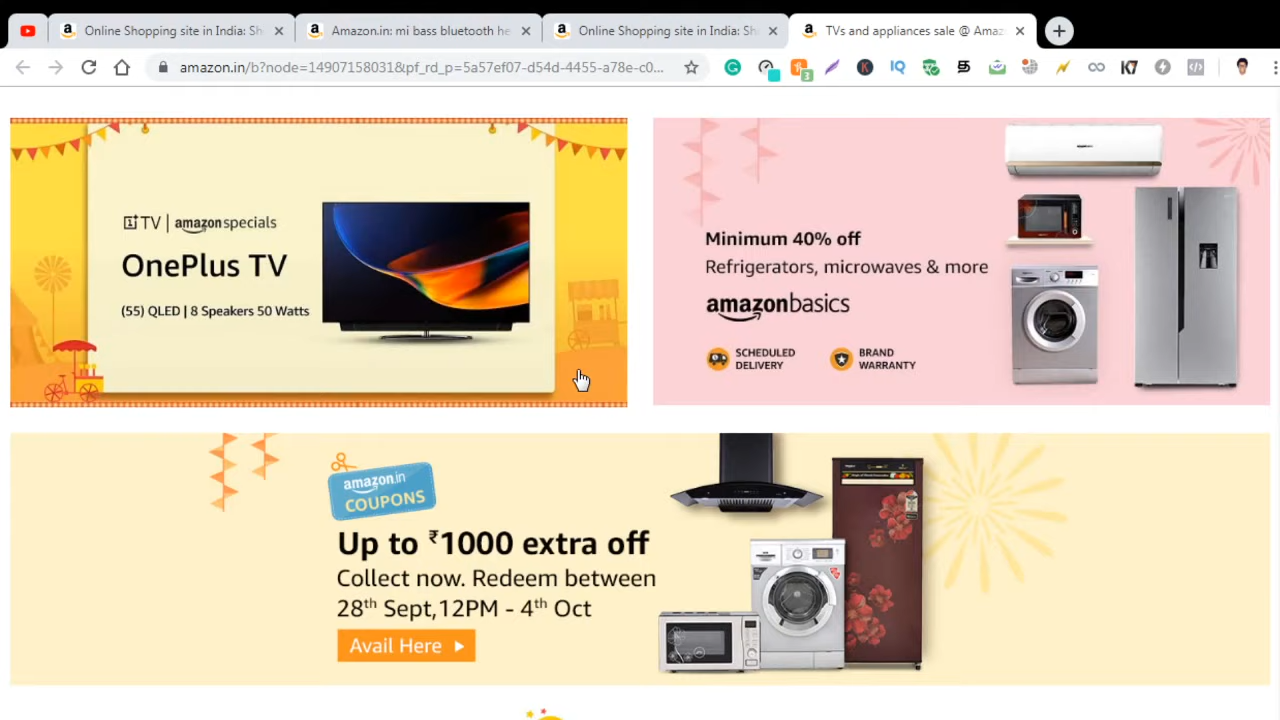 Online Shopping site in India: Sh
Amazon.in: mi bass bluetooth he
Online Shopping site in India: Sh
TVs and appliances sale @ Amaz
amazon.in/b?node=14907158031&pf_rd_p=5a57ef07-d54d-4455-a78e-c0...
3
IQ
K7
TV | amazon specials
OnePlus TV
(55) QLED | 8 Speakers 50 Watts
Minimum 40% off
Refrigerators, microwaves & more
amazonbasics
SCHEDULED
DELIVERY
BRAND
WARRANTY
amazon.in
COUPONS
Up to ₹1000 extra off
Collect now. Redeem between
28th Sept,12PM - 4th Oct
Avail Here